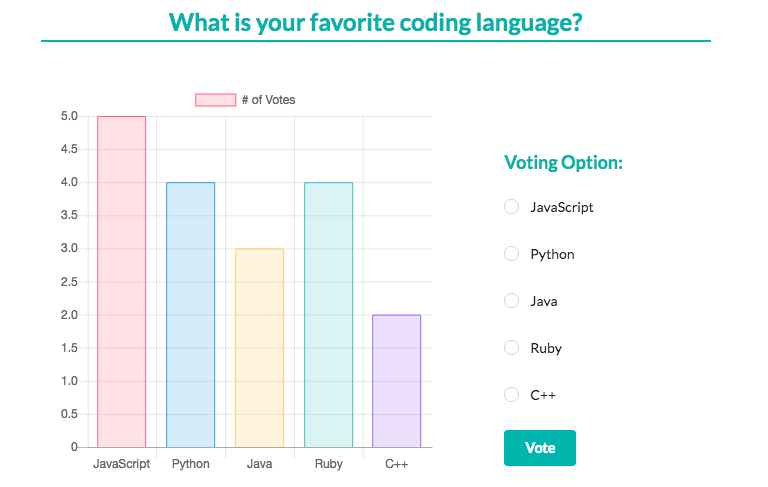 What is your favorite coding language?
# of Votes
5.0
4.5
4.0
3.5
3.0
2.5
2.0
1.5
1.0
0.5
0
JavaScript Python Java Ruby C++
Voting Option:
JavaScript
Python
Java
Ruby
C++
Vote